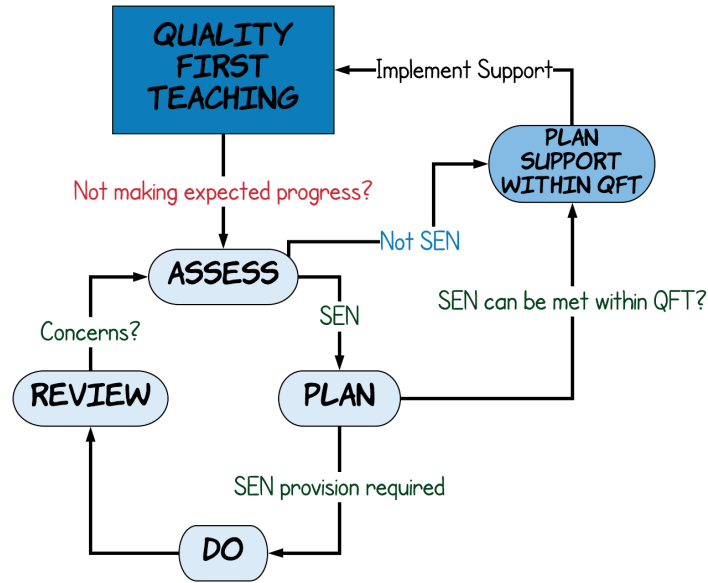 QUALITY
FIRST
TEACHING
Implement Support
PLAN
SUPPORT
WITHIN QFT
Not making expected progress?
Not SEN
ASSESS
SEN can be met within QFT?
SEN
Concerns?
REVIEW
PLAN
SEN provision required
DO